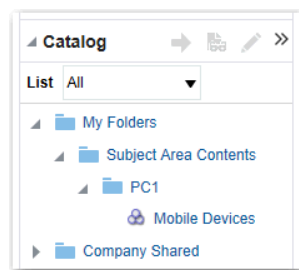 Catalog
List All
My Folders
Subject Area Contents
PC1
Mobile Devices
Company Shared